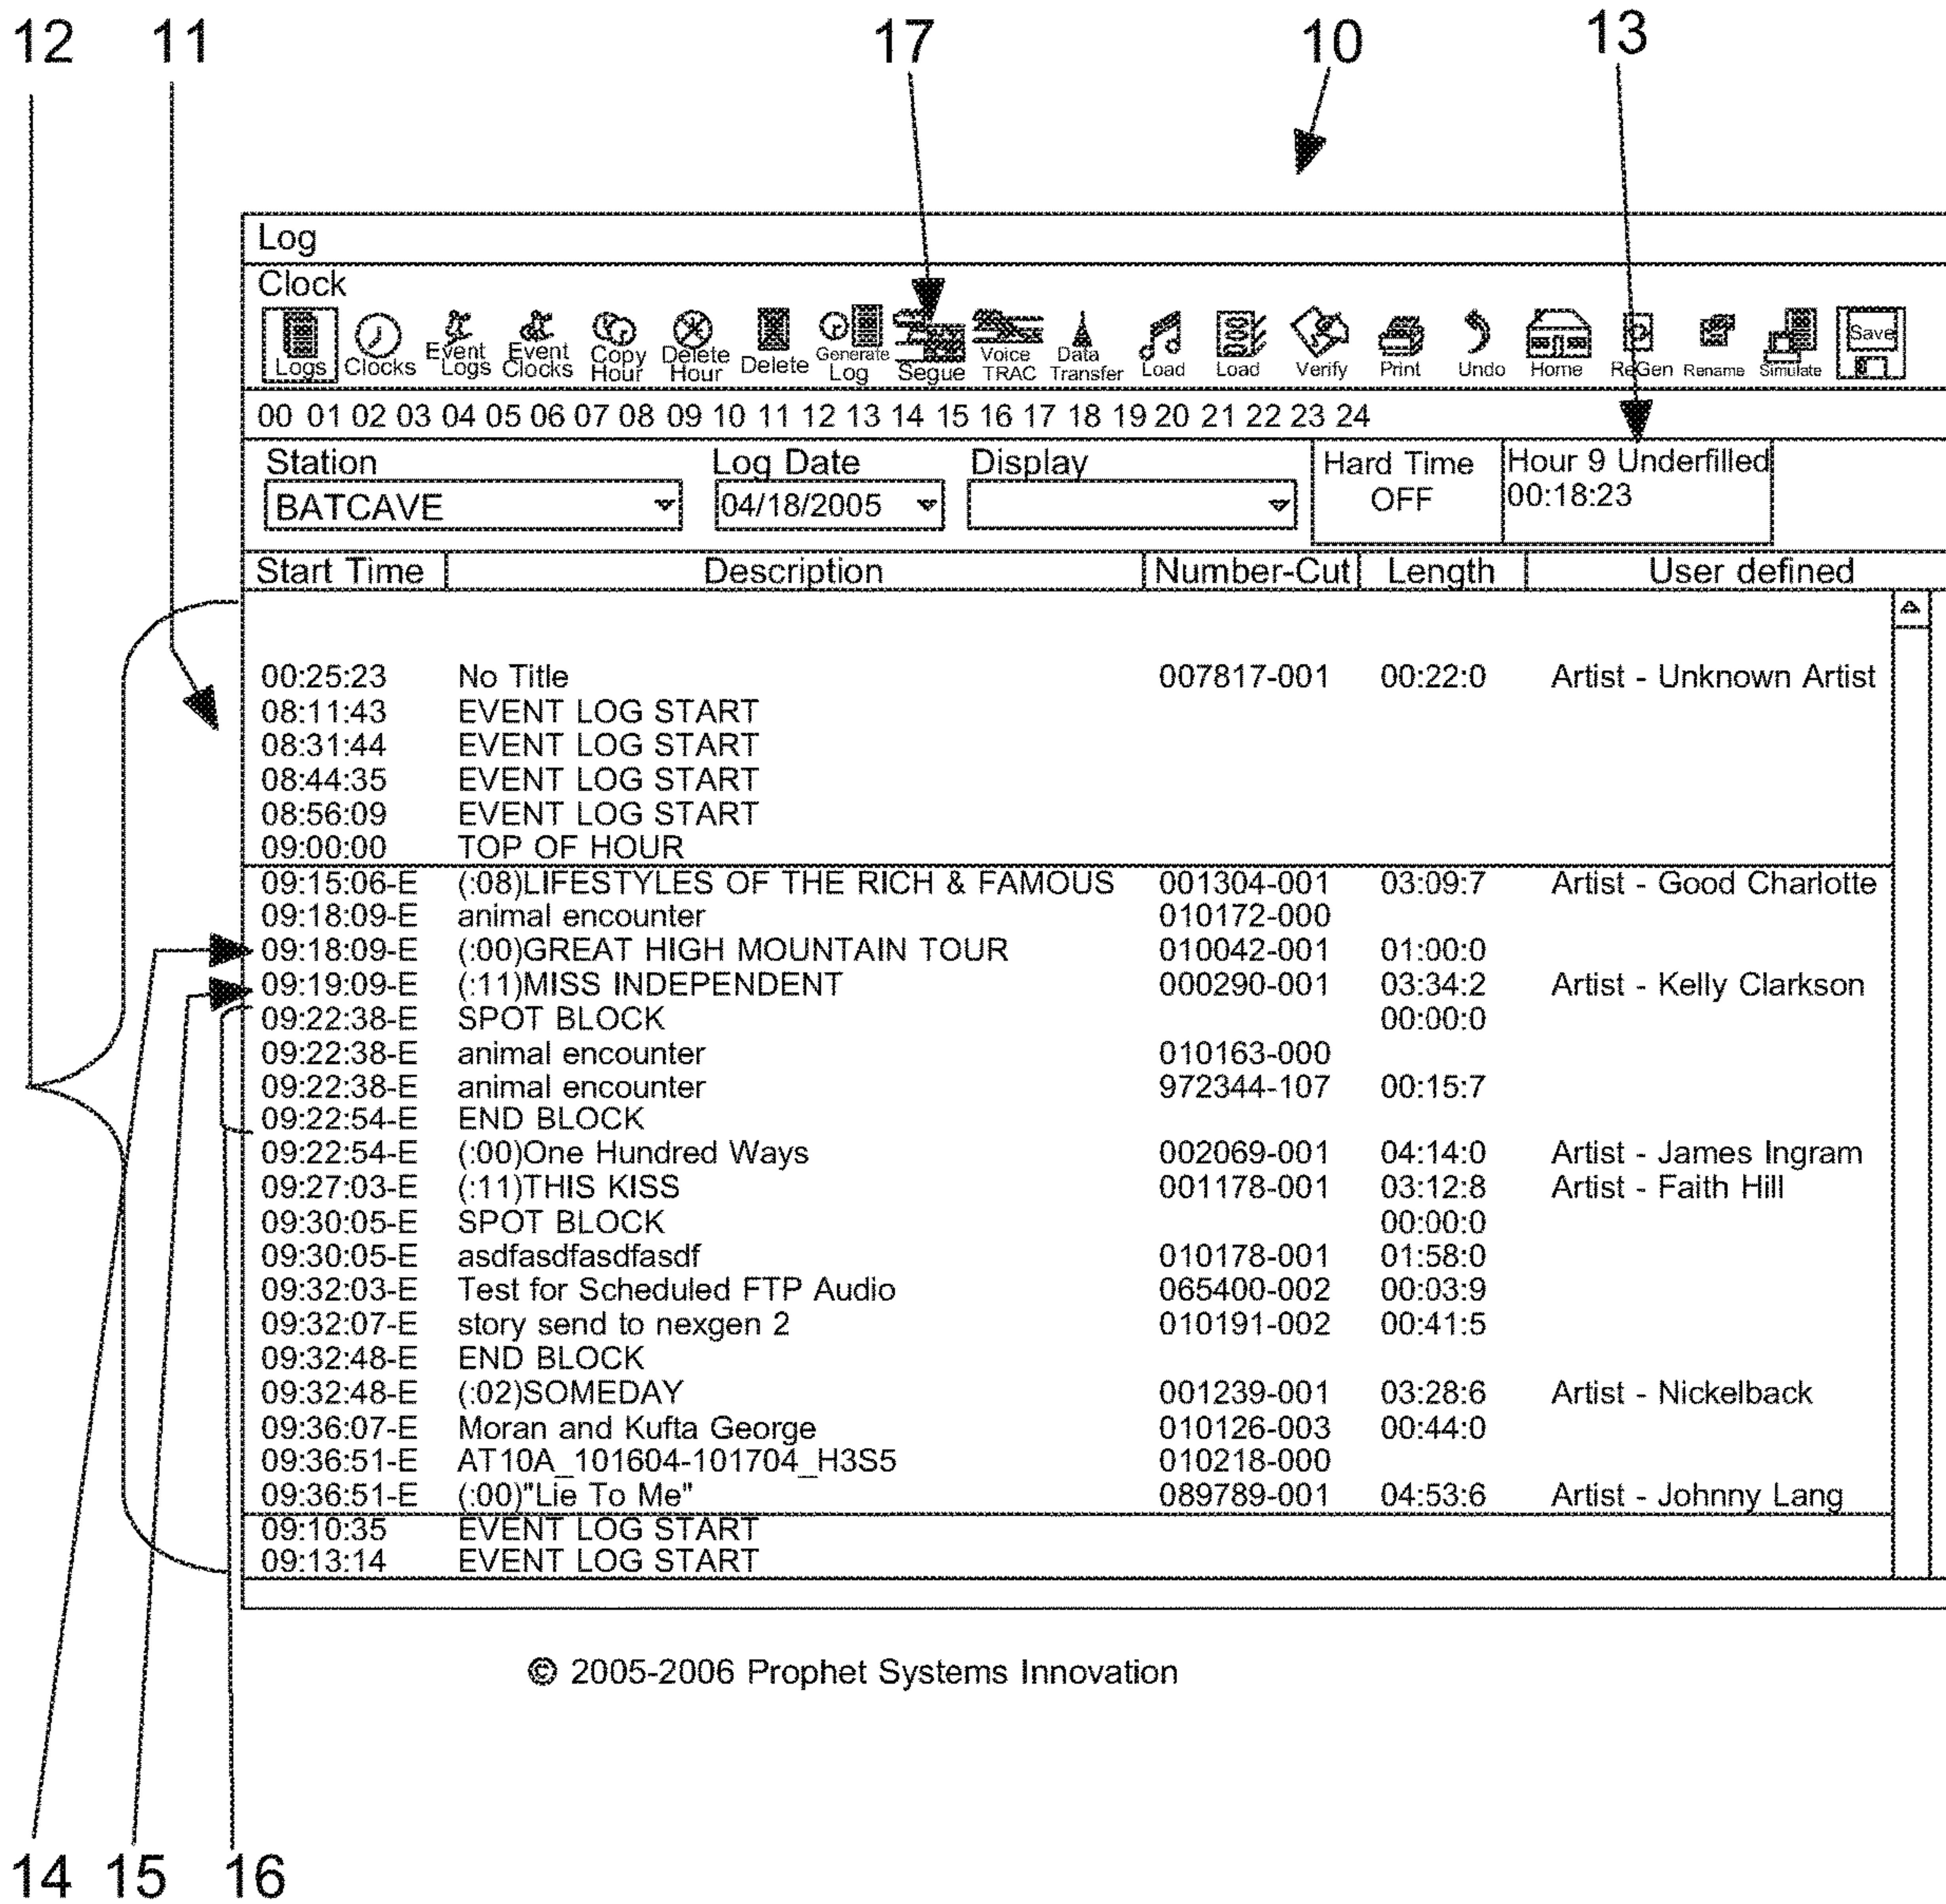 12 11 17 10 13
Log
Clock
Logs Clocks Event Logs Event Clocks Copy Hour Delete Hour Delete Generate Log Segue Voice TRAC Data Transfer Load Load Verify Print Undo Home ReGen Rename Simulate Save
00 01 02 03 04 05 06 07 08 09 10 11 12 13 14 15 16 17 18 19 20 21 22 23 24
Station Log Date Display Hard Time Hour 9 Underfilled
BATCAVE 04/18/2005 OFF 00:18:23
Start Time Description Number-Cut Length User defined
00:25:23 No Title 007817-001 00:22:0 Artist - Unknown Artist
08:11:43 EVENT LOG START
08:31:44 EVENT LOG START
08:44:35 EVENT LOG START
08:56:09 EVENT LOG START
09:00:00 TOP OF HOUR
09:15:06-E (:08)LIFESTYLES OF THE RICH & FAMOUS 001304-001 03:09:7 Artist - Good Charlotte
09:18:09-E animal encounter 010172-000
09:18:09-E (:00)GREAT HIGH MOUNTAIN TOUR 010042-001 01:00:0
09:19:09-E (:11)MISS INDEPENDENT 000290-001 03:34:2 Artist - Kelly Clarkson
09:22:38-E SPOT BLOCK 00:00:0
09:22:38-E animal encounter 010163-000
09:22:38-E animal encounter 972344-107 00:15:7
09:22:54-E END BLOCK
09:22:54-E (:00)One Hundred Ways 002069-001 04:14:0 Artist - James Ingram
09:27:03-E (:11)THIS KISS 001178-001 03:12:8 Artist - Faith Hill
09:30:05-E SPOT BLOCK 00:00:0
09:30:05-E asdfasdfasdfasdf 010178-001 01:58:0
09:32:03-E Test for Scheduled FTP Audio 065400-002 00:03:9
09:32:07-E story send to nexgen 2 010191-002 00:41:5
09:32:48-E END BLOCK
09:32:48-E (:02)SOMEDAY 001239-001 03:28:6 Artist - Nickelback
09:36:07-E Moran and Kufta George 010126-003 00:44:0
09:36:51-E AT10A_101604-101704_H3S5 010218-000
09:36:51-E (:00)"Lie To Me" 089789-001 04:53:6 Artist - Johnny Lang
09:10:35 EVENT LOG START
09:13:14 EVENT LOG START
© 2005-2006 Prophet Systems Innovation
14 15 16